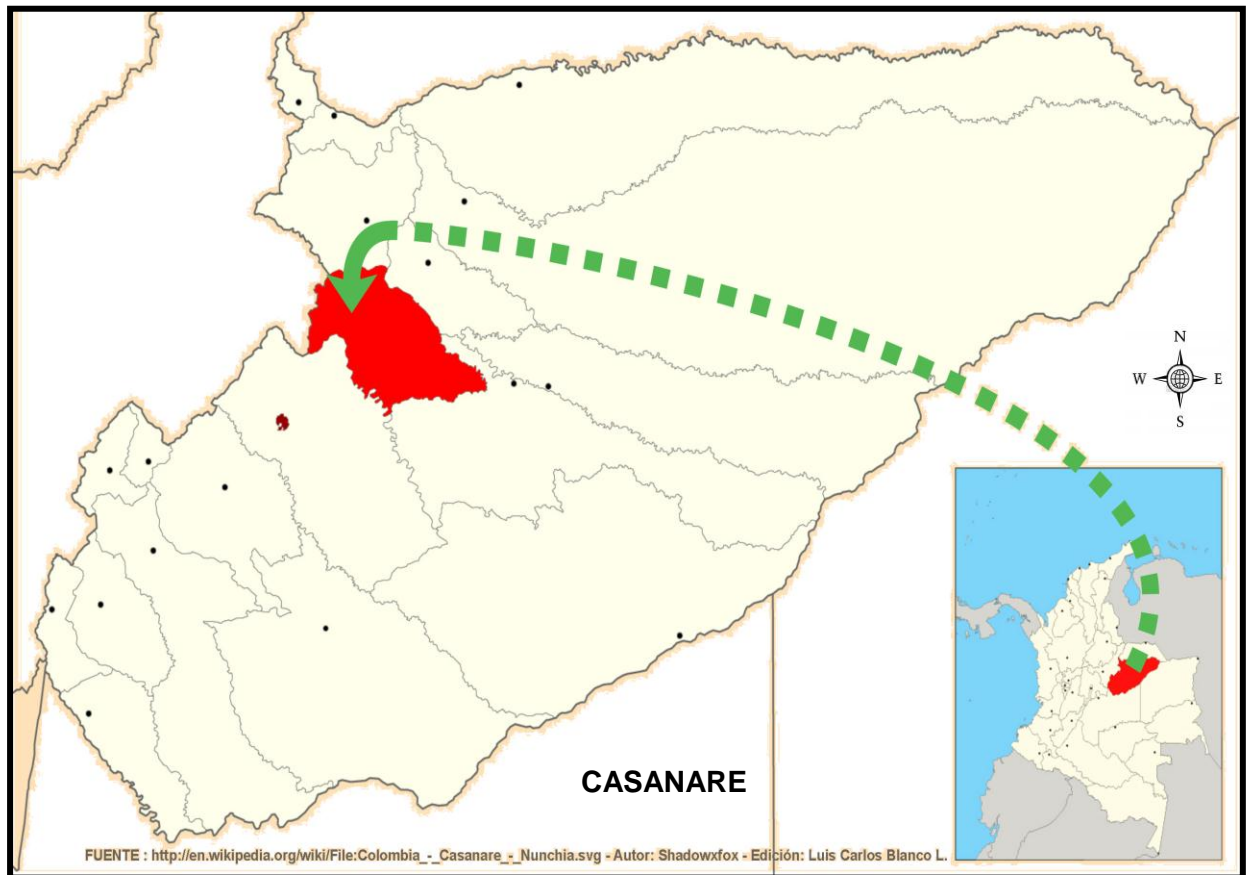 N
W E
S
CASANARE
FUENTE : http://en.wikipedia.org/wiki/File:Colombia_-_Casanare_-_Nunchia.svg - Autor: Shadowxfox - Edición: Luis Carlos Blanco L.